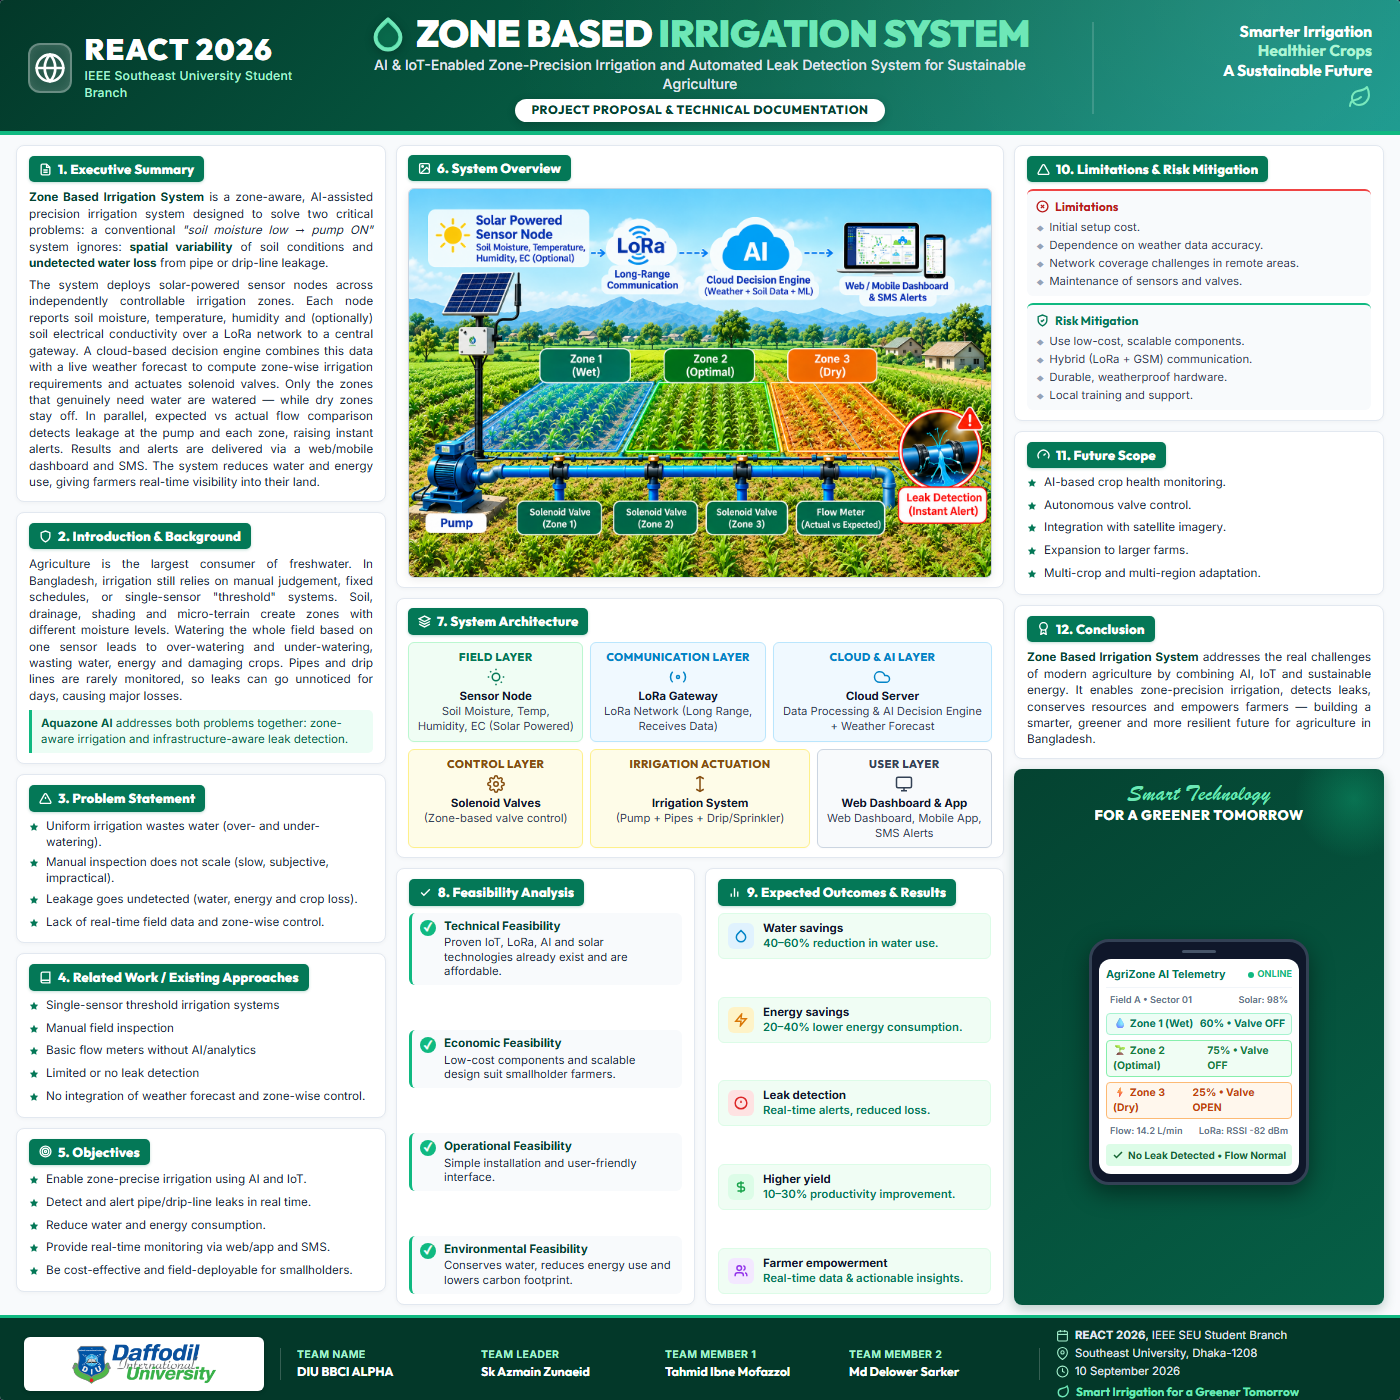 REACT 2026
IEEE Southeast University Student
Branch
ZONE BASED IRRIGATION SYSTEM
AI & IoT-Enabled Zone-Precision Irrigation and Automated Leak Detection System for Sustainable
Agriculture
PROJECT PROPOSAL & TECHNICAL DOCUMENTATION
Smarter Irrigation
Healthier Crops
A Sustainable Future
1. Executive Summary
Zone Based Irrigation System is a zone-aware, AI-assisted
precision irrigation system designed to solve two critical
problems: a conventional "soil moisture low → pump ON"
system ignores: spatial variability of soil conditions and
undetected water loss from pipe or drip-line leakage.
The system deploys solar-powered sensor nodes across
independently controllable irrigation zones. Each node
reports soil moisture, temperature, humidity and (optionally)
soil electrical conductivity over a LoRa network to a central
gateway. A cloud-based decision engine combines this data
with a live weather forecast to compute zone-wise irrigation
requirements and actuates solenoid valves. Only the zones
that genuinely need water are watered — while dry zones
stay off. In parallel, expected vs actual flow comparison
detects leakage at the pump and each zone, raising instant
alerts. Results and alerts are delivered via a web/mobile
dashboard and SMS. The system reduces water and energy
use, giving farmers real-time visibility into their land.
2. Introduction & Background
Agriculture is the largest consumer of freshwater. In
Bangladesh, irrigation still relies on manual judgement, fixed
schedules, or single-sensor "threshold" systems. Soil,
drainage, shading and micro-terrain create zones with
different moisture levels. Watering the whole field based on
one sensor leads to over-watering and under-watering,
wasting water, energy and damaging crops. Pipes and drip
lines are rarely monitored, so leaks can go unnoticed for
days, causing major losses.
Aquazone AI addresses both problems together: zone-
aware irrigation and infrastructure-aware leak detection.
3. Problem Statement
Uniform irrigation wastes water (over- and under-
watering).
Manual inspection does not scale (slow, subjective,
impractical).
Leakage goes undetected (water, energy and crop loss).
Lack of real-time field data and zone-wise control.
4. Related Work / Existing Approaches
Single-sensor threshold irrigation systems
Manual field inspection
Basic flow meters without AI/analytics
Limited or no leak detection
No integration of weather forecast and zone-wise control.
5. Objectives
Enable zone-precise irrigation using AI and IoT.
Detect and alert pipe/drip-line leaks in real time.
Reduce water and energy consumption.
Provide real-time monitoring via web/app and SMS.
Be cost-effective and field-deployable for smallholders.
6. System Overview
Solar Powered
Sensor Node
Soil Moisture, Temperature,
Humidity, EC (Optional)
LoRa
Long-Range
Communication
AI
Cloud Decision Engine
(Weather + Soil Data + ML)
Web / Mobile Dashboard
& SMS Alerts
Zone 1
(Wet)
Zone 2
(Optimal)
Zone 3
(Dry)
Pump
Solenoid Valve
(Zone 1)
Solenoid Valve
(Zone 2)
Solenoid Valve
(Zone 3)
Flow Meter
(Actual vs Expected)
!
Leak Detection
(Instant Alert)
7. System Architecture
FIELD LAYER
Sensor Node
Soil Moisture, Temp,
Humidity, EC (Solar Powered)
COMMUNICATION LAYER
LoRa Gateway
LoRa Network (Long Range,
Receives Data)
CLOUD & AI LAYER
Cloud Server
Data Processing & AI Decision Engine
+ Weather Forecast
CONTROL LAYER
Solenoid Valves
(Zone-based valve control)
IRRIGATION ACTUATION
Irrigation System
(Pump + Pipes + Drip/Sprinkler)
USER LAYER
Web Dashboard & App
Web Dashboard, Mobile App,
SMS Alerts
8. Feasibility Analysis
Technical Feasibility
Proven IoT, LoRa, AI and solar
technologies already exist and are
affordable.
Economic Feasibility
Low-cost components and scalable
design suit smallholder farmers.
Operational Feasibility
Simple installation and user-friendly
interface.
Environmental Feasibility
Conserves water, reduces energy use and
lowers carbon footprint.
9. Expected Outcomes & Results
Water savings
40–60% reduction in water use.
Energy savings
20–40% lower energy consumption.
Leak detection
Real-time alerts, reduced loss.
Higher yield
10–30% productivity improvement.
Farmer empowerment
Real-time data & actionable insights.
10. Limitations & Risk Mitigation
Limitations
Initial setup cost.
Dependence on weather data accuracy.
Network coverage challenges in remote areas.
Maintenance of sensors and valves.
Risk Mitigation
Use low-cost, scalable components.
Hybrid (LoRa + GSM) communication.
Durable, weatherproof hardware.
Local training and support.
11. Future Scope
AI-based crop health monitoring.
Autonomous valve control.
Integration with satellite imagery.
Expansion to larger farms.
Multi-crop and multi-region adaptation.
12. Conclusion
Zone Based Irrigation System addresses the real challenges
of modern agriculture by combining AI, IoT and sustainable
energy. It enables zone-precision irrigation, detects leaks,
conserves resources and empowers farmers — building a
smarter, greener and more resilient future for agriculture in
Bangladesh.
Smart Technology
FOR A GREENER TOMORROW
AgriZone AI Telemetry ● ONLINE
Field A • Sector 01 Solar: 98%
Zone 1 (Wet) 60% • Valve OFF
Zone 2 (Optimal) 75% • Valve OFF
Zone 3 (Dry) 25% • Valve OPEN
Flow: 14.2 L/min LoRa: RSSI -82 dBm
✓ No Leak Detected • Flow Normal
DIU
Daffodil
International
University
TEAM NAME
DIU BBCI ALPHA
TEAM LEADER
Sk Azmain Zunaeid
TEAM MEMBER 1
Tahmid Ibne Mofazzol
TEAM MEMBER 2
Md Delower Sarker
REACT 2026, IEEE SEU Student Branch
Southeast University, Dhaka-1208
10 September 2026
Smart Irrigation for a Greener Tomorrow